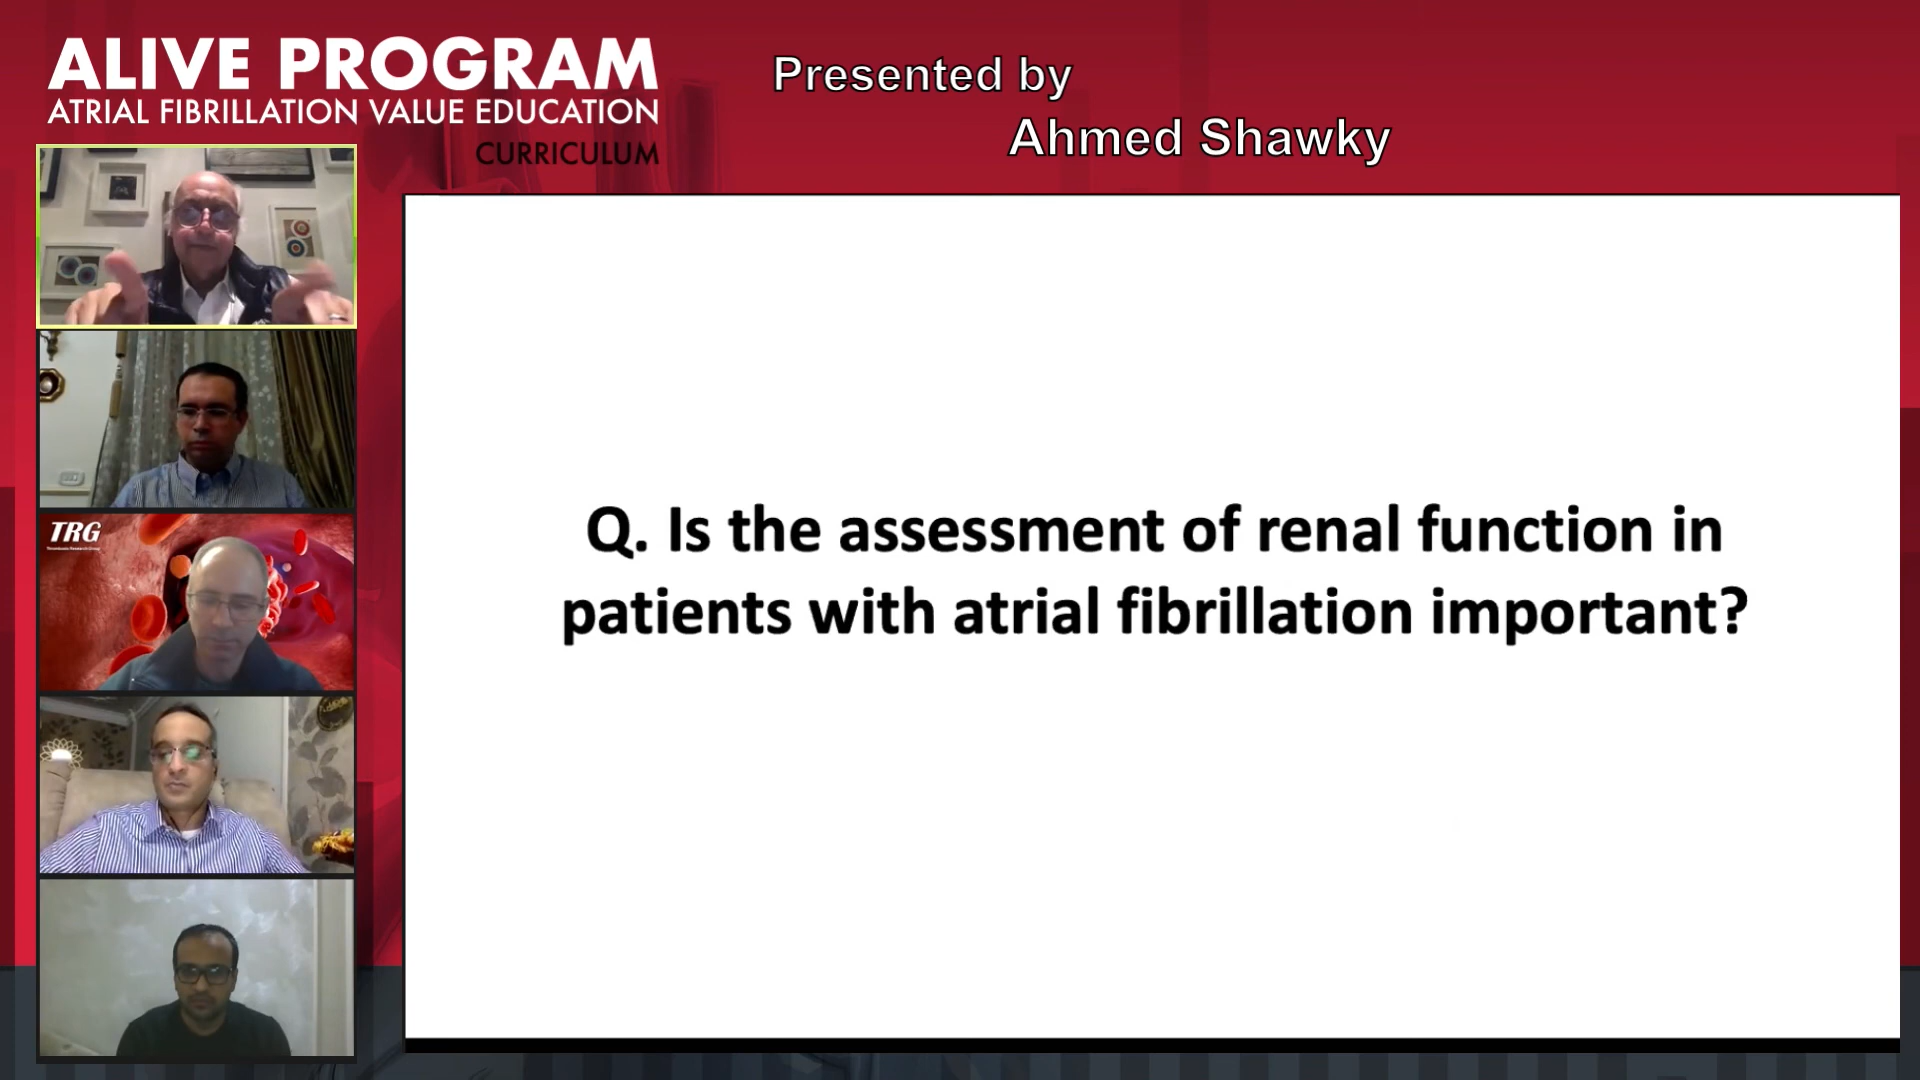 ALIVE PROGRAM
ATRIAL FIBRILLATION VALUE EDUCATION
CURRICULUM
Presented by
Ahmed Shawky
TRG
Q. Is the assessment of renal function in
patients with atrial fibrillation important?